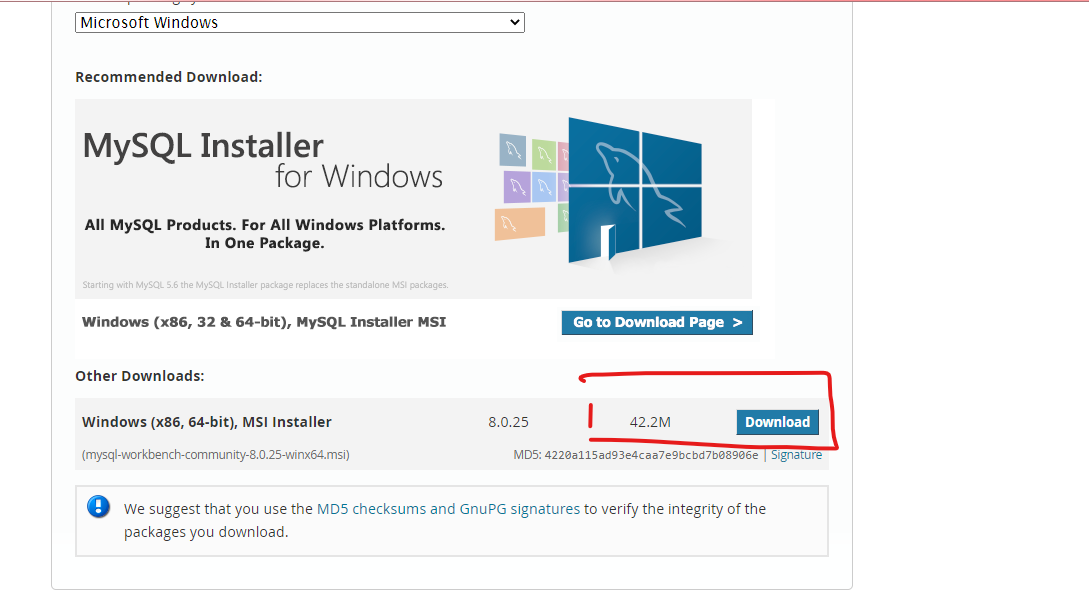 Microsoft Windows
Recommended Download:
MySQL Installer
for Windows
All MySQL Products. For All Windows Platforms.
In One Package.
Starting with MySQL 5.6 the MySQL Installer package replaces the standalone MSI packages.
Windows (x86, 32 & 64-bit), MySQL Installer MSI
Go to Download Page >
Other Downloads:
Windows (x86, 64-bit), MSI Installer 8.0.25 42.2M Download
(mysql-workbench-community-8.0.25-winx64.msi) MD5: 4220a115ad93e4caa7e9bcbd7b08906e | Signature
We suggest that you use the MD5 checksums and GnuPG signatures to verify the integrity of the
packages you download.